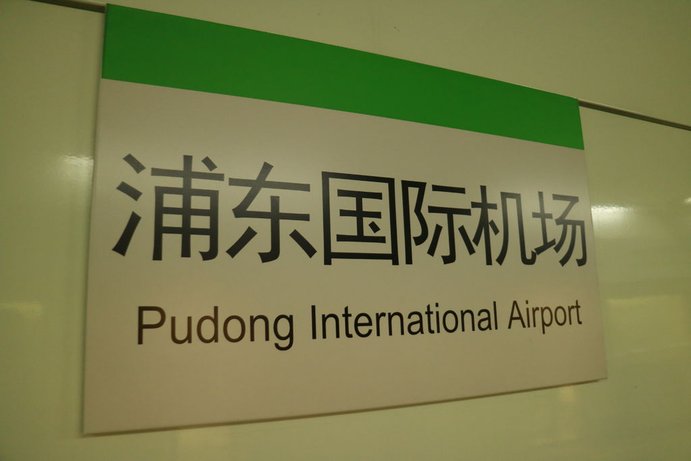 浦东国际机场
Pudong International Airport